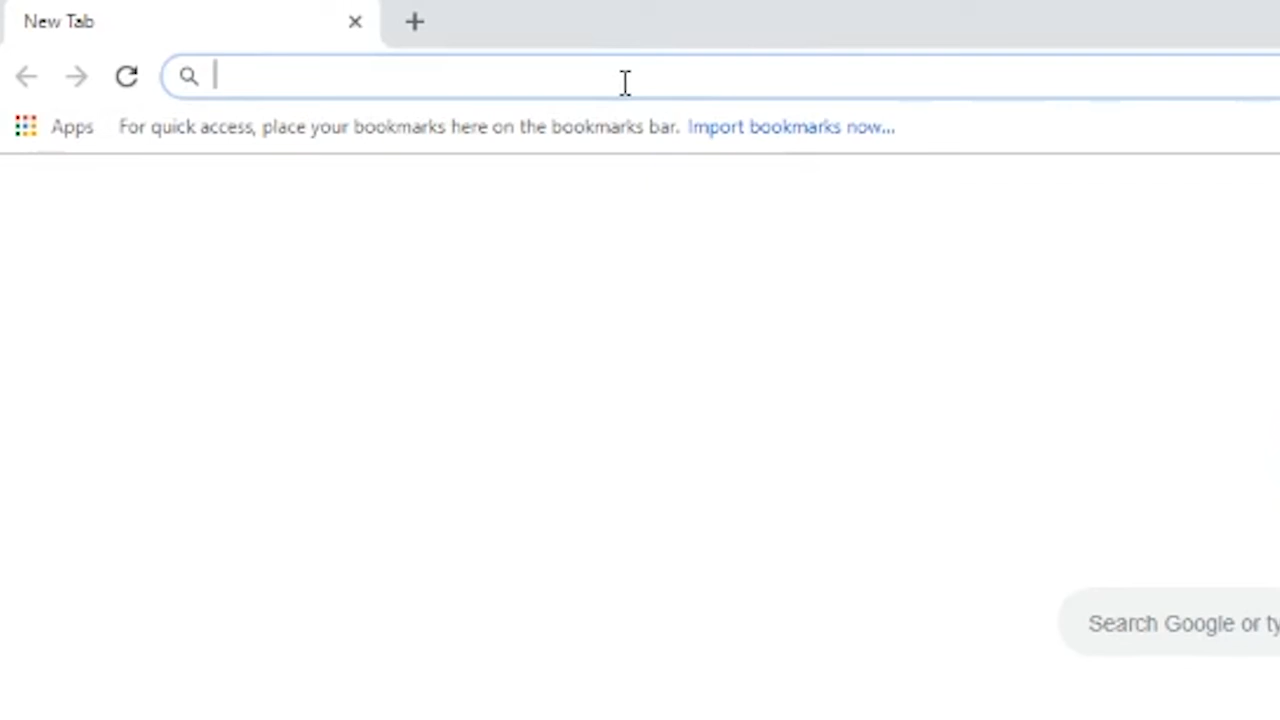 New Tab
Apps For quick access, place your bookmarks here on the bookmarks bar. Import bookmarks now...
Search Google or